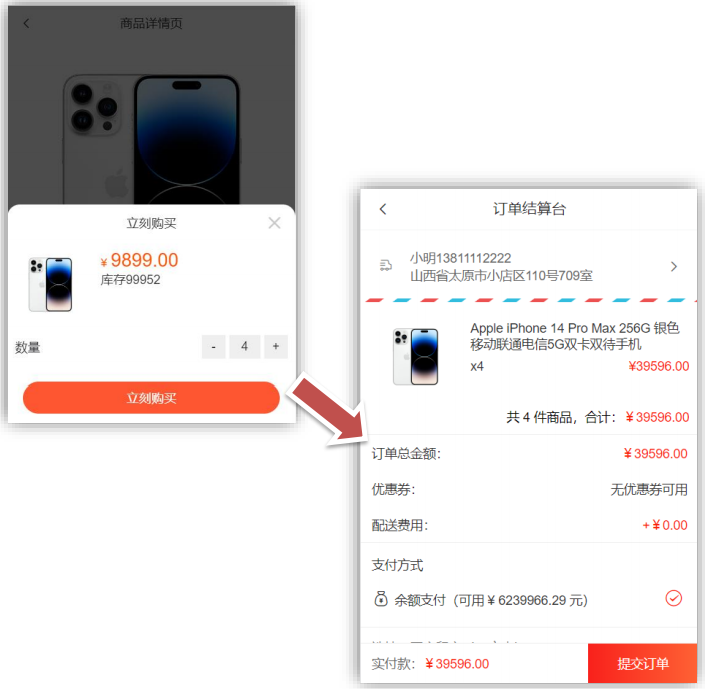 商品详情页
立刻购买
¥ 9899.00
库存99952
数量
- 4 +
立刻购买
订单结算台
小明13811112222
山西省太原市小店区110号709室
Apple iPhone 14 Pro Max 256G 银色
移动联通电信5G双卡双待手机
x4 ¥39596.00
共 4 件商品，合计：¥39596.00
订单总金额： ¥39596.00
优惠券： 无优惠券可用
配送费用： +¥0.00
支付方式
余额支付（可用 ¥ 6239966.29 元）
实付款：¥39596.00
提交订单